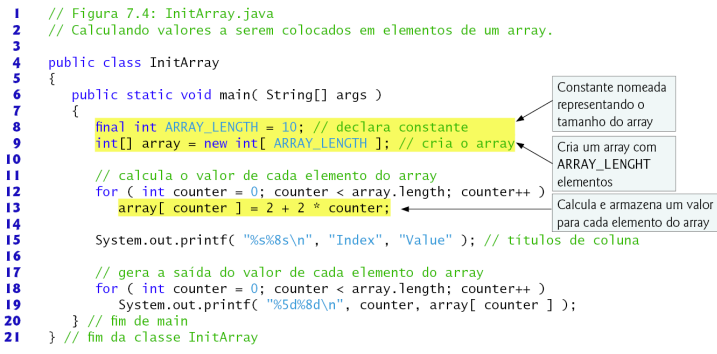 1 // Figura 7.4: InitArray.java
2 // Calculando valores a serem colocados em elementos de um array.
3
4 public class InitArray
5 {
6 public static void main( String[] args )
7 {
8 final int ARRAY_LENGTH = 10; // declara constante
9 int[] array = new int[ ARRAY_LENGTH ]; // cria o array
10
11 // calcula o valor de cada elemento do array
12 for ( int counter = 0; counter < array.length; counter++ )
13 array[ counter ] = 2 + 2 * counter;
14
15 System.out.printf( "%s%8s\n", "Index", "Value" ); // títulos de coluna
16
17 // gera a saída do valor de cada elemento do array
18 for ( int counter = 0; counter < array.length; counter++ )
19 System.out.printf( "%5d%8d\n", counter, array[ counter ] );
20 } // fim de main
21 } // fim da classe InitArray
Constante nomeada
representando o
tamanho do array
Cria um array com
ARRAY_LENGHT
elementos
Calcula e armazena um valor
para cada elemento do array